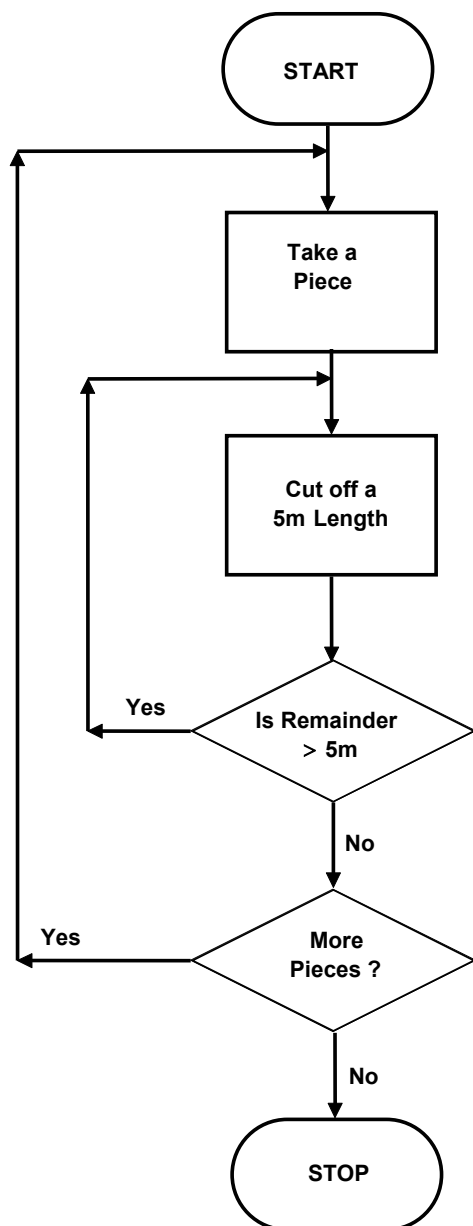 START
Take a
Piece
Cut off a
5m Length
Yes
Is Remainder
> 5m
No
Yes
More
Pieces ?
No
STOP